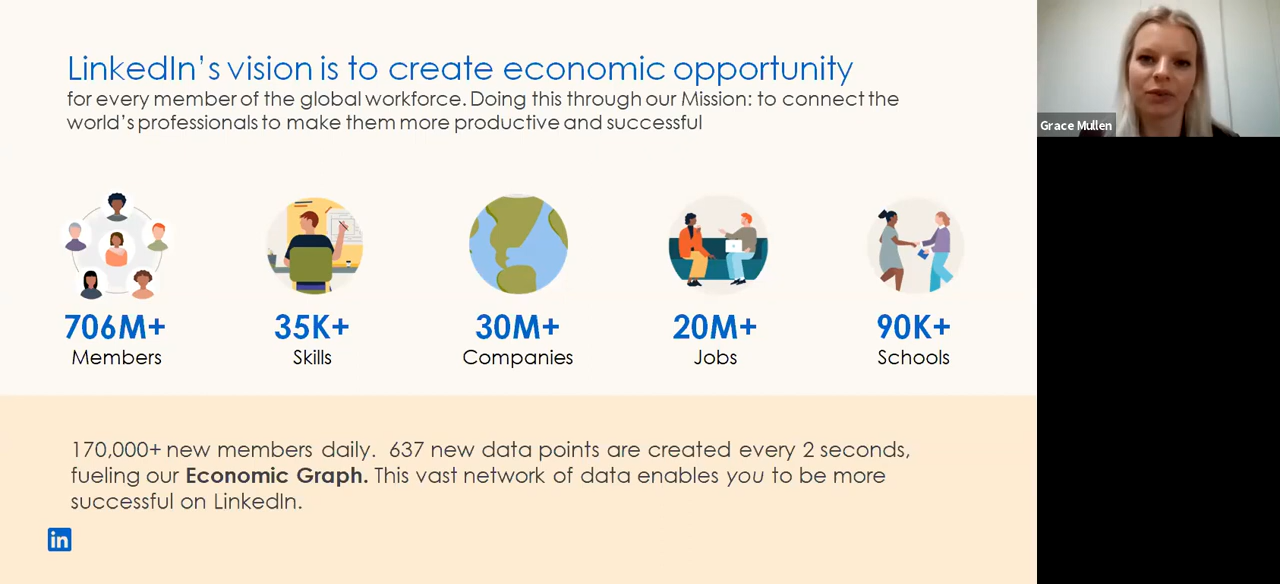 LinkedIn's vision is to create economic opportunity
for every member of the global workforce. Doing this through our Mission: to connect the
world's professionals to make them more productive and successful
Grace Mullen
706M+
Members
35K+
Skills
30M+
Companies
20M+
Jobs
90K+
Schools
170,000+ new members daily. 637 new data points are created every 2 seconds,
fueling our Economic Graph. This vast network of data enables you to be more
successful on LinkedIn.
in